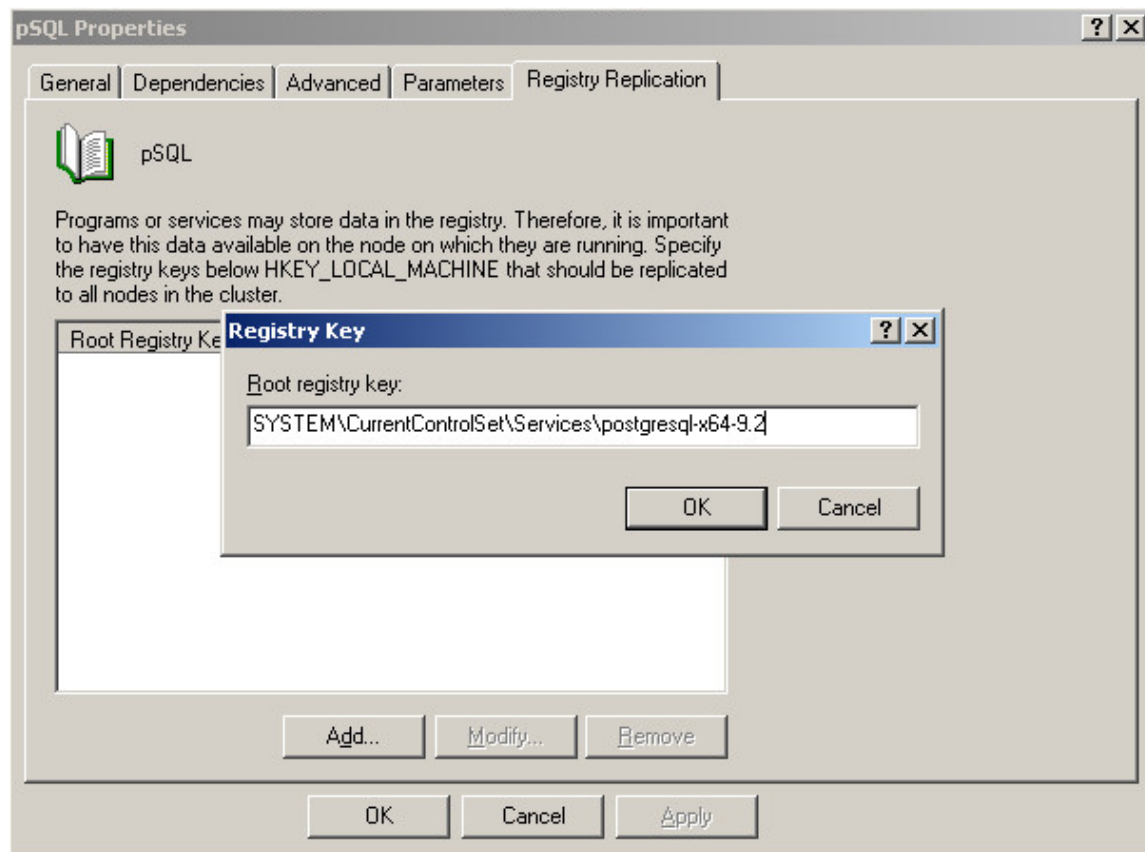 pSQL Properties
General Dependencies Advanced Parameters Registry Replication
pSQL
Programs or services may store data in the registry. Therefore, it is important
to have this data available on the node on which they are running. Specify
the registry keys below HKEY_LOCAL_MACHINE that should be replicated
to all nodes in the cluster.
Root Registry Ke
Registry Key
Root registry key:
SYSTEM\CurrentControlSet\Services\postgresql-x64-9.2
OK Cancel
Add... Modify... Remove
OK Cancel Apply